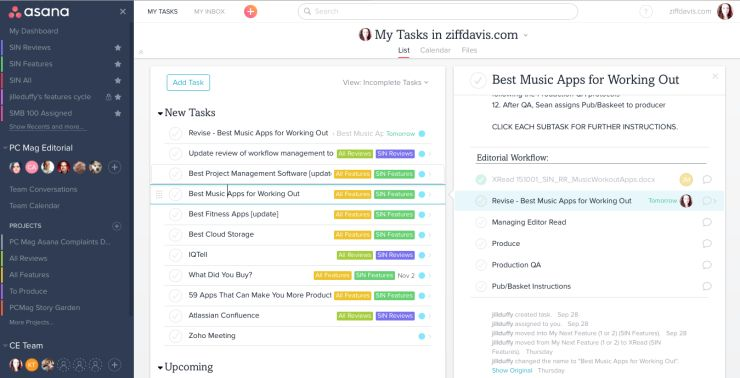 asana
My Dashboard
SIN Reviews
SIN Features
SIN All
jilleduffy's features cycle
SMB 100 Assigned
Show Recents and more...
PC Mag Editorial
CA
Team Conversations
Team Calendar
PROJECTS
PC Mag Asana Complaints D...
All Reviews
All Features
To Produce
PCMag Story Garden
More Projects...
CE Team
KT
MY TASKS
MY INBOX
Search
?
ziffdavis.com
My Tasks in ziffdavis.com
List Calendar Files
Add Task
View: Incomplete Tasks
New Tasks
Revise - Best Music Apps for Working Out - Best Music Ap Tomorrow
Update review of workflow management to All Reviews SIN Reviews
Best Project Management Software [updat All Features SIN Features
Best Music Apps for Working Out All Features SIN Features
Best Fitness Apps [update] All Features SIN Features
Best Cloud Storage All Features SIN Features
IQTell All Reviews SIN Reviews
What Did You Buy? All Features SIN Features Nov 2
59 Apps That Can Make You More Product All Features SIN Features
Atlassian Confluence All Reviews SIN Reviews
Zoho Meeting
Upcoming
Best Music Apps for Working Out
following the Production QA protocols
12. After QA, Sean assigns Pub/Baskeet to producer
CLICK EACH SUBTASK FOR FURTHER INSTRUCTIONS.
Editorial Workflow:
XRead 151001_SIN_RR_MusicWorkoutApps.docx JM
Revise - Best Music Apps for Working Out Tomorrow
Managing Editor Read
Produce
Production QA
Pub/Basket Instructions
jillduffy created task. Sep 28
jillduffy assigned to you. Sep 28
jillduffy moved into My Next Feature (1 or 2) (SIN Features). Sep 28
jillduffy moved from My Next Feature (1 or 2) to XRead (SIN
Features). Thursday
jillduffy changed the name to "Best Music Apps for Working Out".
Show Original Thursday